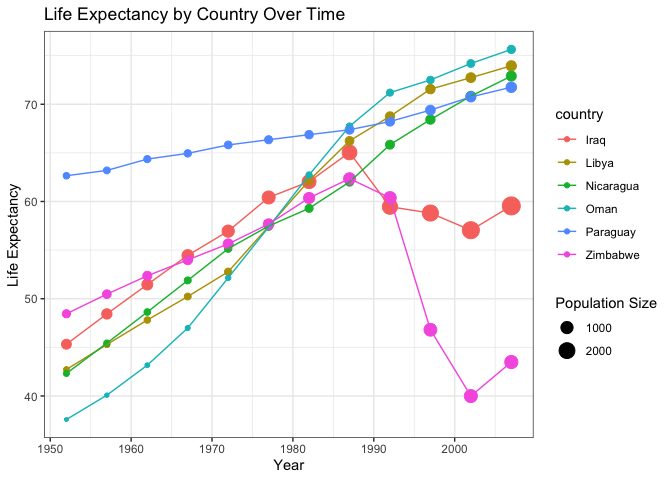 Life Expectancy by Country Over Time
Life Expectancy
70
60
50
40
1950
1960
1970
1980
1990
2000
Year
country
Iraq
Libya
Nicaragua
Oman
Paraguay
Zimbabwe
Population Size
1000
2000